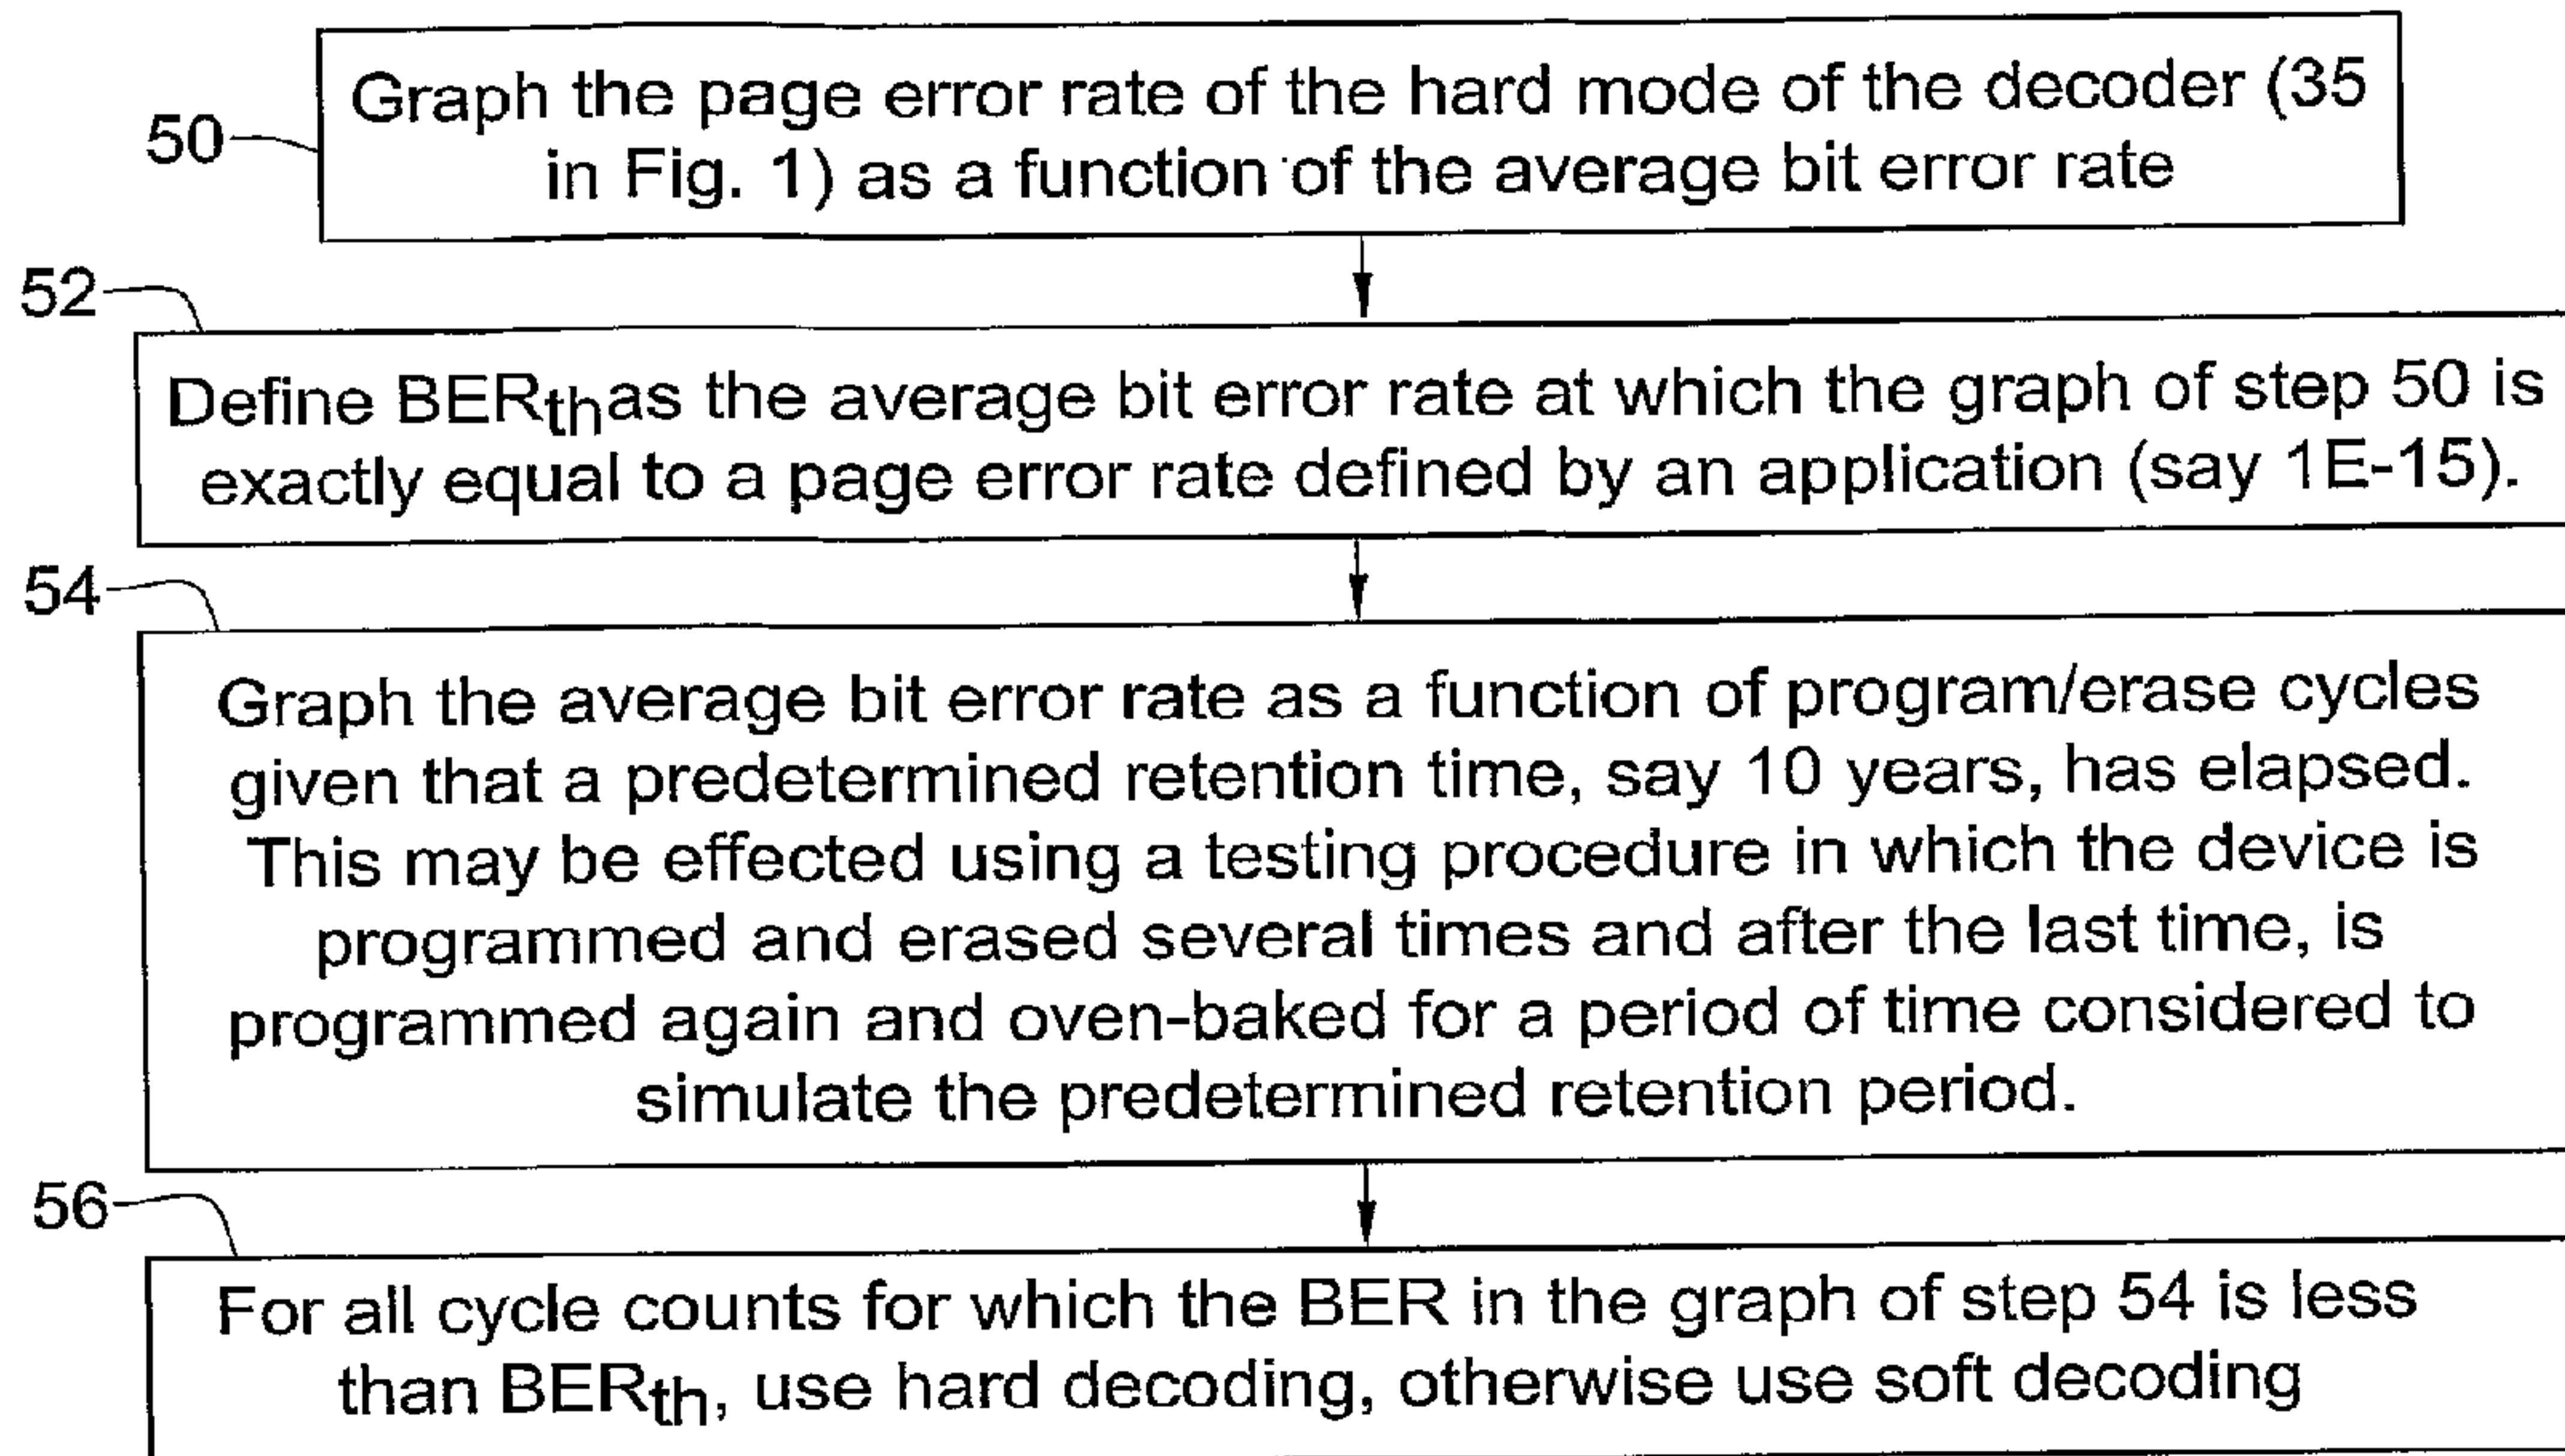 50
Graph the page error rate of the hard mode of the decoder (35
in Fig. 1) as a function of the average bit error rate
52
Define BERth as the average bit error rate at which the graph of step 50 is
exactly equal to a page error rate defined by an application (say 1E-15).
54
Graph the average bit error rate as a function of program/erase cycles
given that a predetermined retention time, say 10 years, has elapsed.
This may be effected using a testing procedure in which the device is
programmed and erased several times and after the last time, is
programmed again and oven-baked for a period of time considered to
simulate the predetermined retention period.
56
For all cycle counts for which the BER in the graph of step 54 is less
than BERth, use hard decoding, otherwise use soft decoding